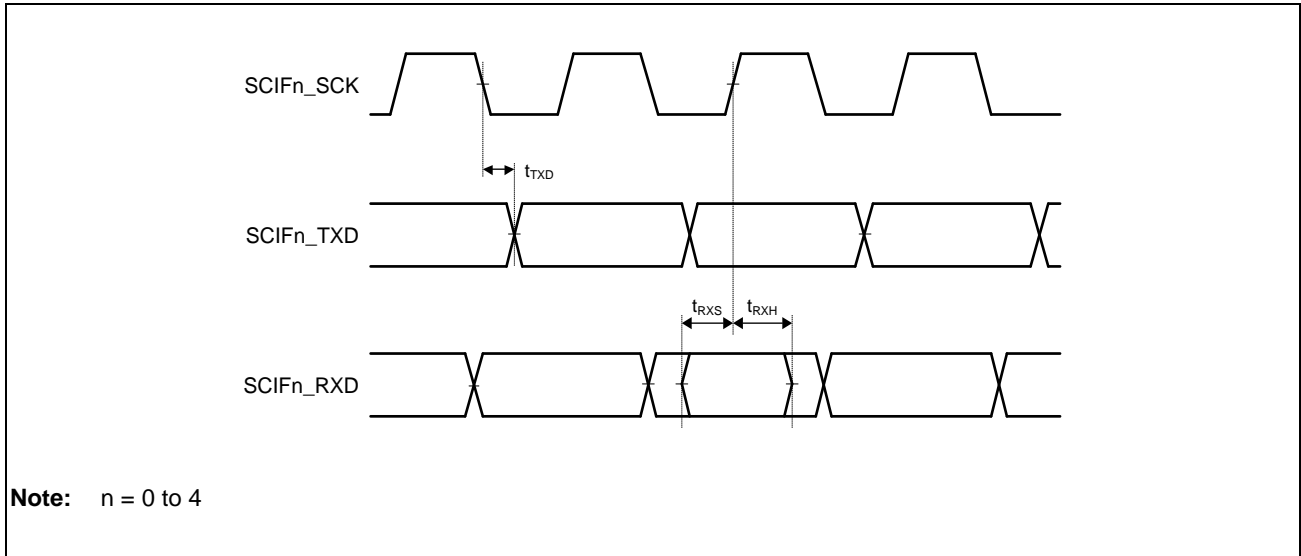 SCIFn_SCK
tTXD
SCIFn_TXD
tRXS tRXH
SCIFn_RXD
Note: n = 0 to 4